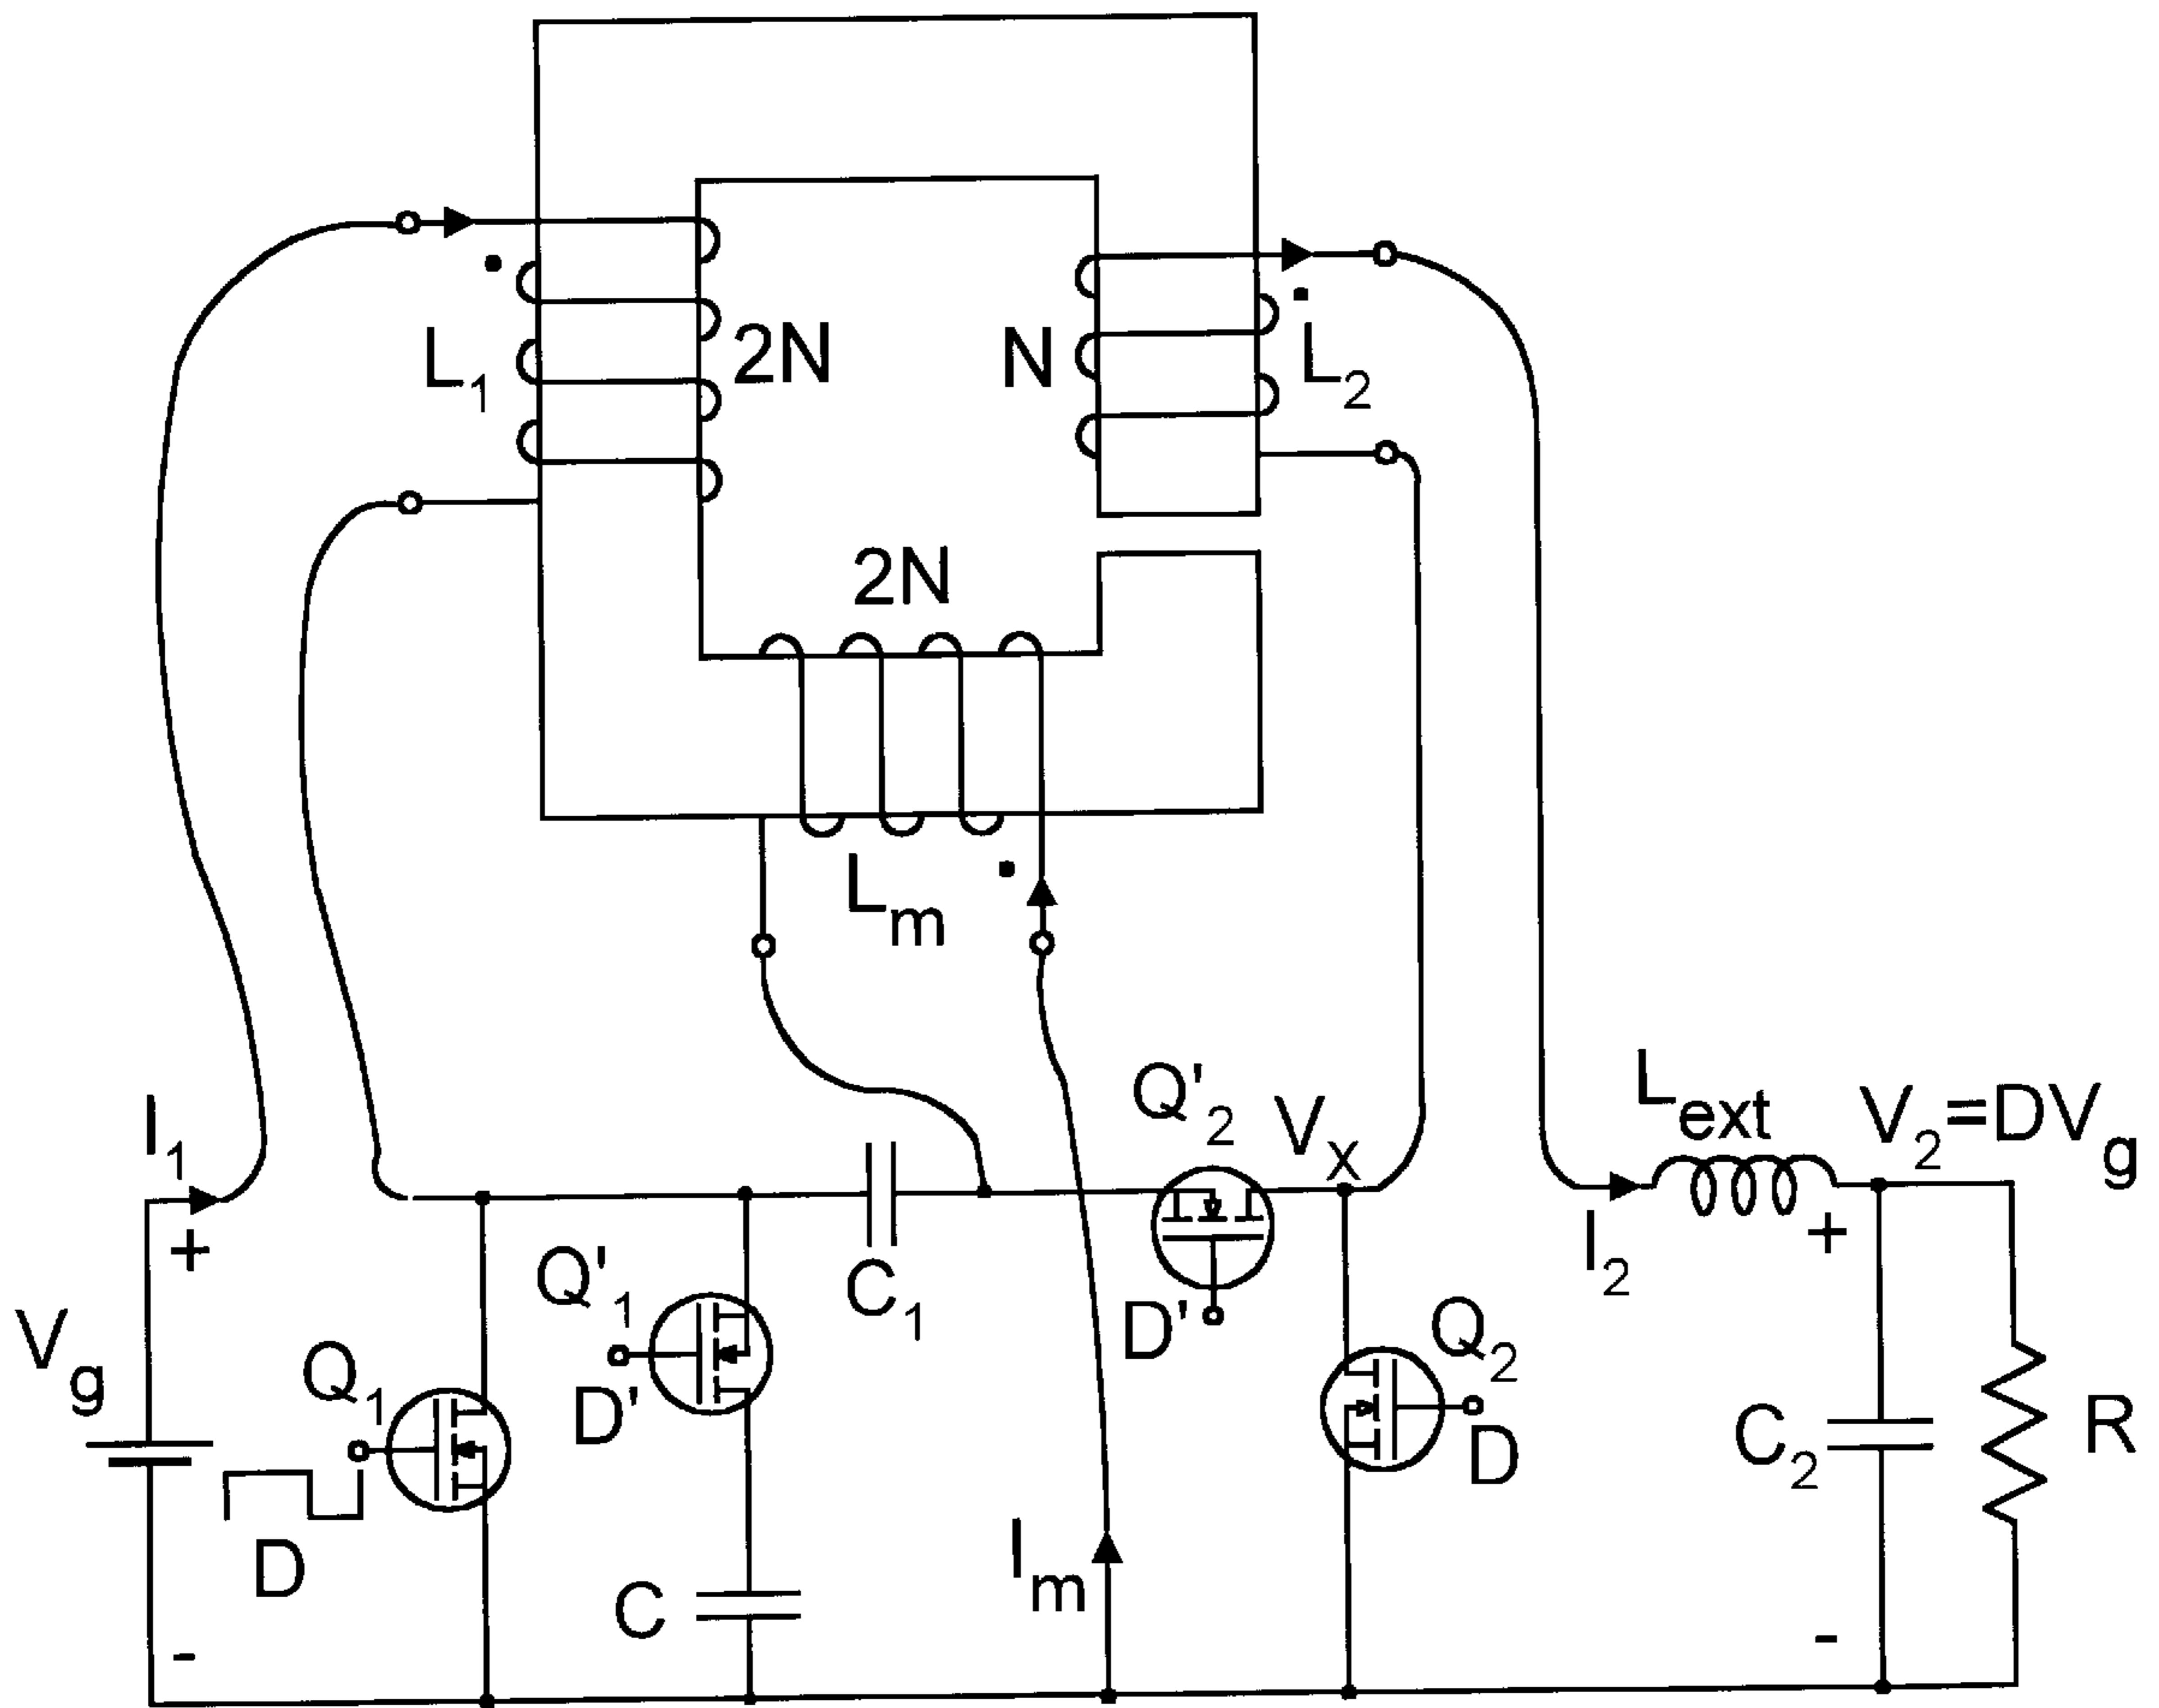 L1
2N
N
L2
2N
Lm
I1
+
Vg
-
Q1
D
Q'1
D'
C
C1
Im
Q'2
D'
Vx
Q2
D
I2
Lext
V2=DVg
+
C2
-
R